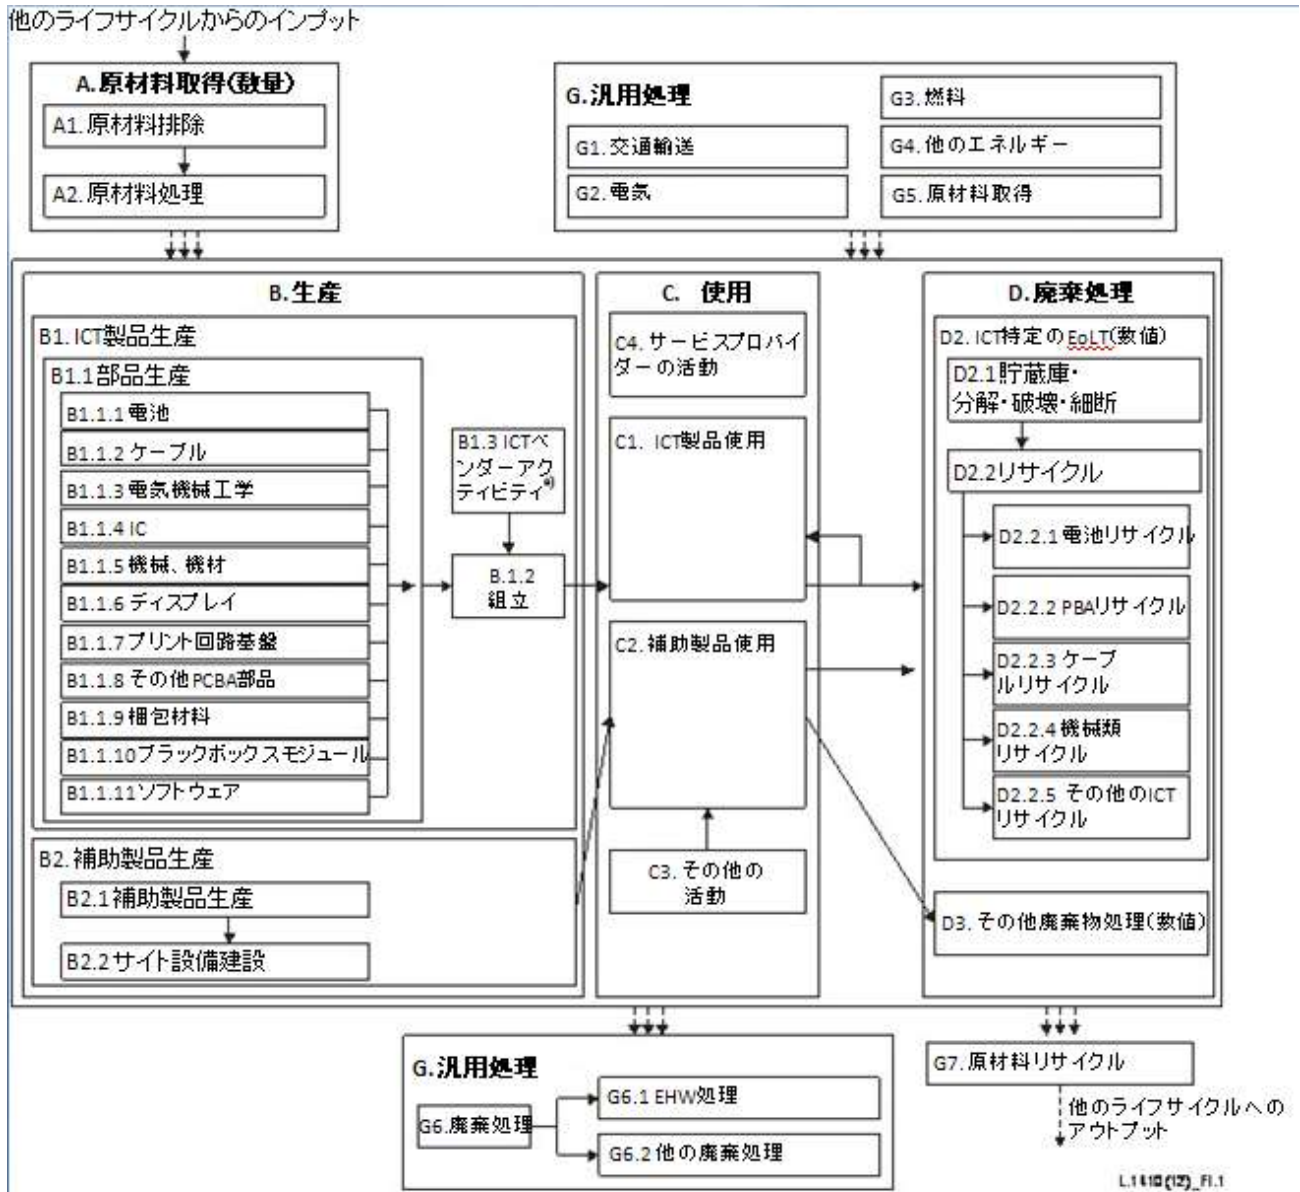 他のライフサイクルからのインプット
A.原材料取得(数量)
A1.原材料排除
A2.原材料処理
G.汎用処理
G1.交通輸送
G2.電気
G3.燃料
G4.他のエネルギー
G5.原材料取得
B.生産
B1.ICT製品生産
B1.1部品生産
B1.1.1電池
B1.1.2ケーブル
B1.1.3電気機械工学
B1.1.4 IC
B1.1.5機械、機材
B1.1.6ディスプレイ
B1.1.7プリント回路基盤
B1.1.8その他PCBA部品
B1.1.9梱包材料
B1.1.10ブラックボックスモジュール
B1.1.11ソフトウェア
B1.3 ICTベ
ンダーアク
ティビティa)
B.1.2
組立
B2.補助製品生産
B2.1補助製品生産
B2.2サイト設備建設
C. 使用
C4.サービスプロバイ
ダーの活動
C1. ICT製品使用
C2.補助製品使用
C3.その他の
活動
D.廃棄処理
D2.ICT特定のEoLT(数値)
D2.1貯蔵庫・
分解・破壊・細断
D2.2リサイクル
D2.2.1電池リサイクル
D2.2.2 PBAリサイクル
D2.2.3ケーブ
ルリサイクル
D2.2.4機械類
リサイクル
D2.2.5 その他のICT
リサイクル
D3.その他廃棄物処理(数値)
G.汎用処理
G6.廃棄処理
G6.1 EHW処理
G6.2他の廃棄処理
G7.原材料リサイクル
他のライフサイクルへの
アウトプット
L.1410(12)_FI.1